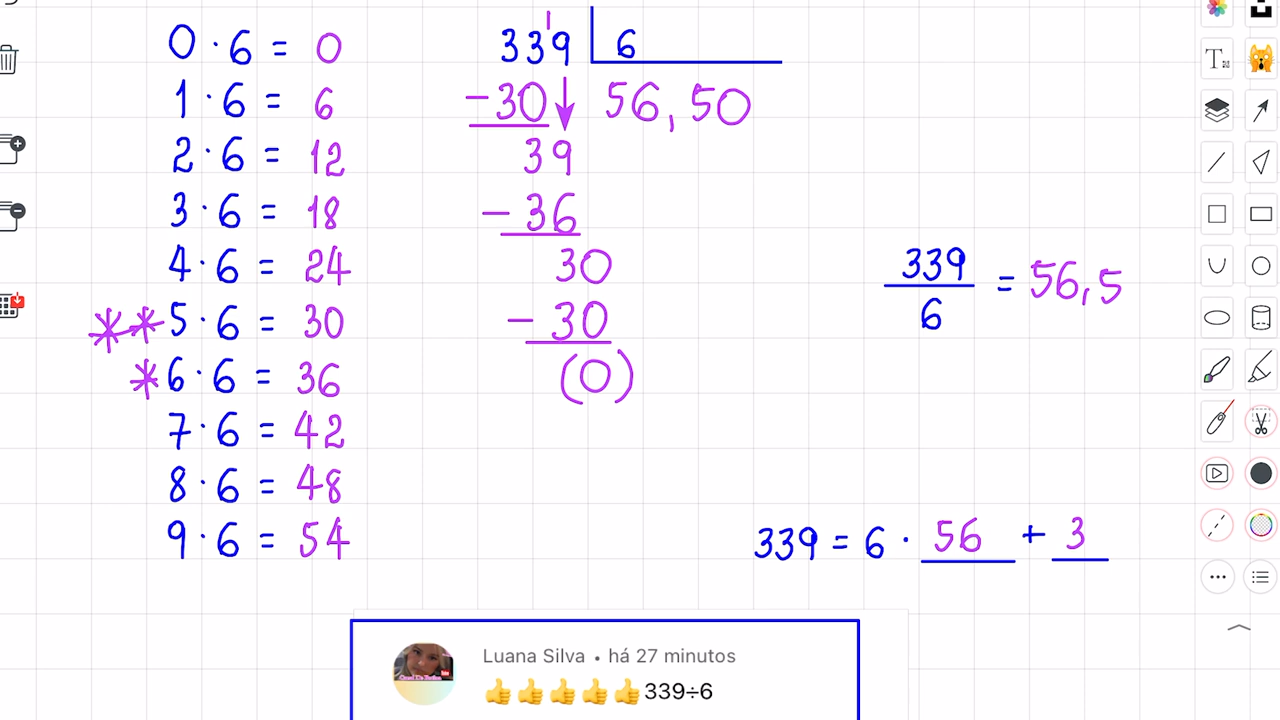 0 · 6 = 0
1 · 6 = 6
2 · 6 = 12
3 · 6 = 18
4 · 6 = 24
**5 · 6 = 30
*6 · 6 = 36
7 · 6 = 42
8 · 6 = 48
9 · 6 = 54
33'9 6
-30↓ 56,50
39
-36
30
-30
(0)
339
6
= 56,5
339 = 6 · 56 + 3
Luana Silva • há 27 minutos
👍👍👍👍👍339÷6
T